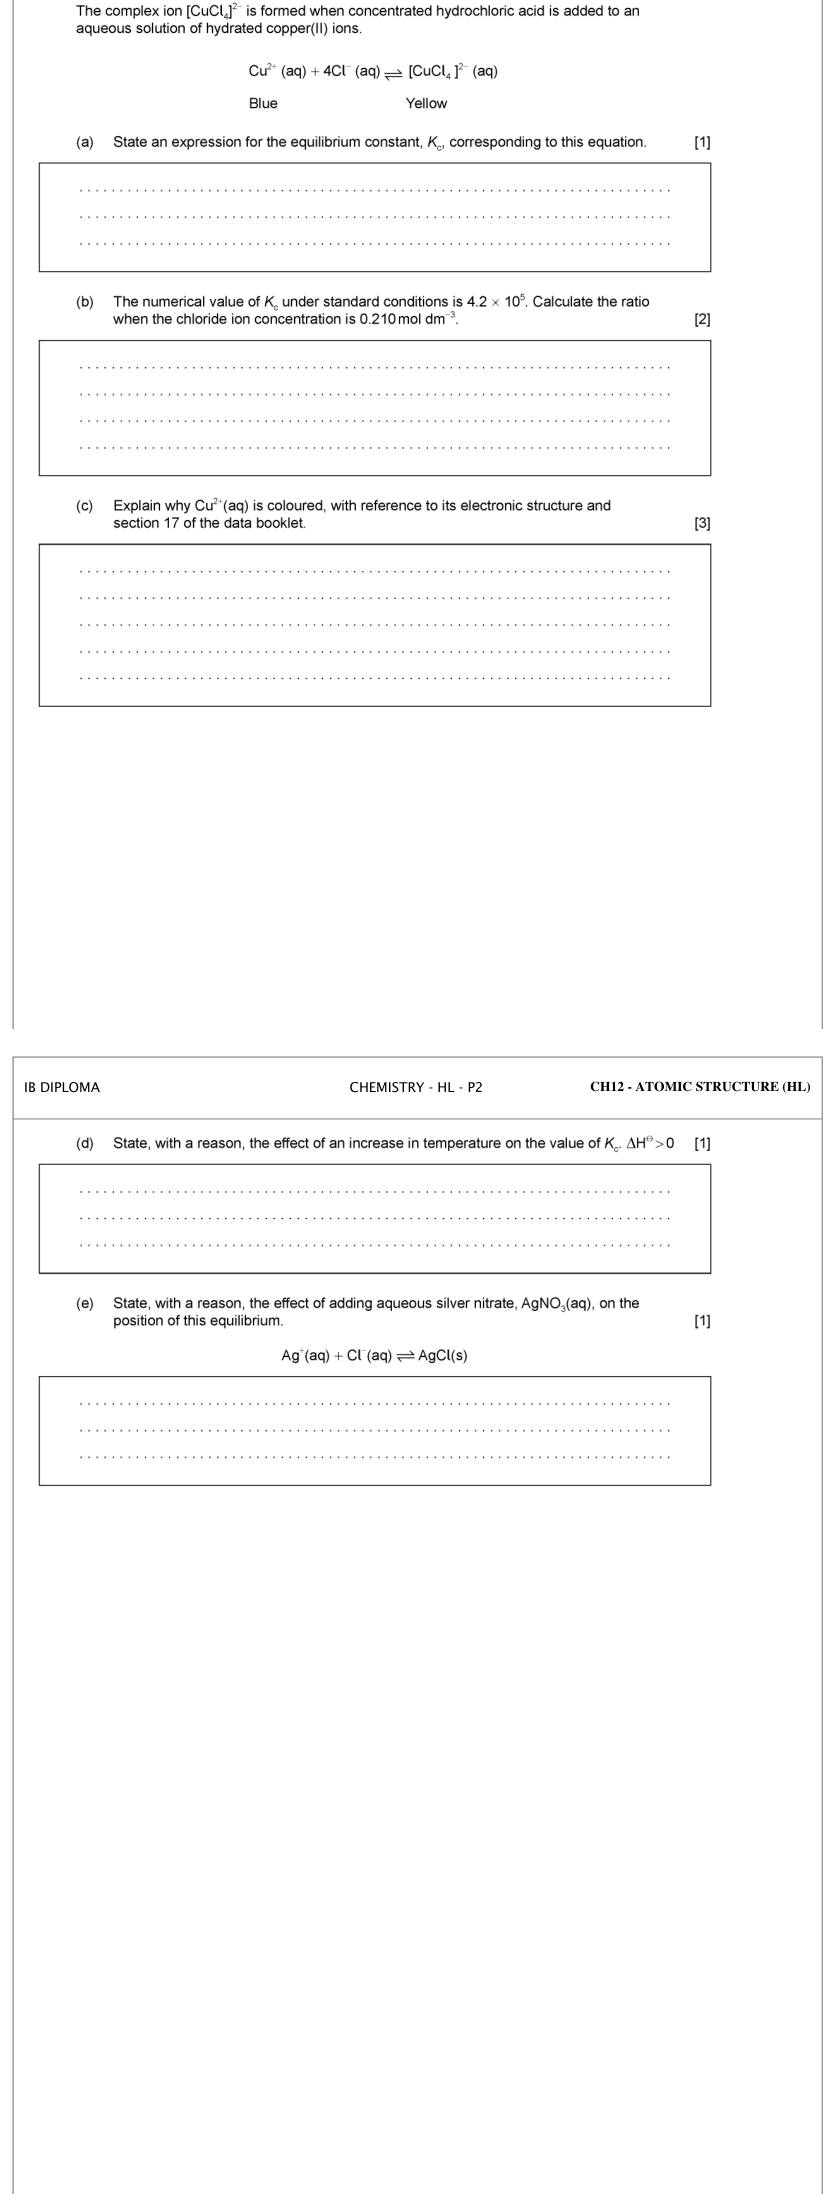 The complex ion [CuCl₄]²⁻ is formed when concentrated hydrochloric acid is added to an
aqueous solution of hydrated copper(II) ions.
Cu²⁺ (aq) + 4Cl⁻ (aq) ⇌ [CuCl₄]²⁻ (aq)
Blue Yellow
(a) State an expression for the equilibrium constant, K꜀, corresponding to this equation. [1]
(b) The numerical value of K꜀ under standard conditions is 4.2 × 10⁵. Calculate the ratio
when the chloride ion concentration is 0.210 mol dm⁻³. [2]
(c) Explain why Cu²⁺(aq) is coloured, with reference to its electronic structure and
section 17 of the data booklet. [3]
IB DIPLOMA CHEMISTRY - HL - P2 CH12 - ATOMIC STRUCTURE (HL)
(d) State, with a reason, the effect of an increase in temperature on the value of K꜀. ΔH⊖>0 [1]
(e) State, with a reason, the effect of adding aqueous silver nitrate, AgNO₃(aq), on the
position of this equilibrium. [1]
Ag⁺(aq) + Cl⁻(aq) ⇌ AgCl(s)